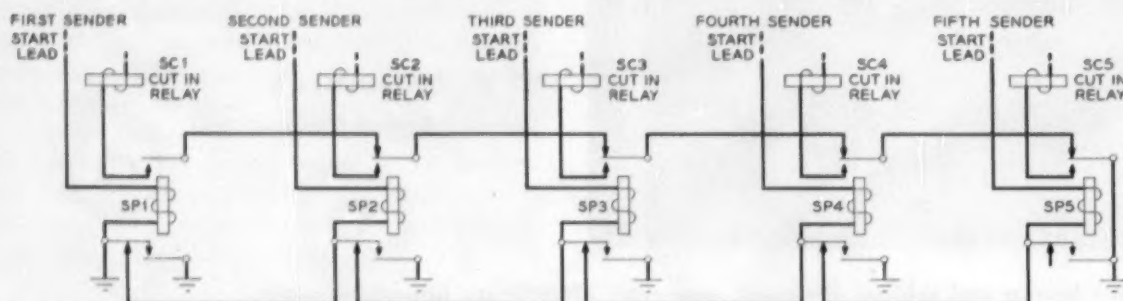 FIRST SENDER
START
LEAD
SC1
CUT IN
RELAY
SP1
SECOND SENDER
START
LEAD
SC2
CUT IN
RELAY
SP2
THIRD SENDER
START
LEAD
SC3
CUT IN
RELAY
SP3
FOURTH SENDER
START
LEAD
SC4
CUT IN
RELAY
SP4
FIFTH SENDER
START
LEAD
SC5
CUT IN
RELAY
SP5